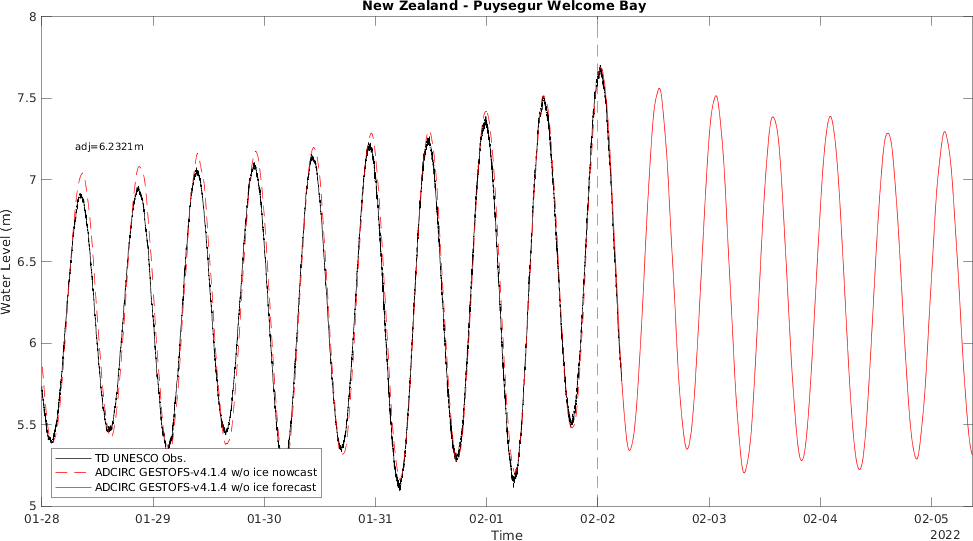 New Zealand - Puysegur Welcome Bay
8
7.5
7
6.5
6
5.5
5
Water Level (m)
adj=6.2321m
TD UNESCO Obs.
ADCIRC GESTOFS-v4.1.4 w/o ice nowcast
ADCIRC GESTOFS-v4.1.4 w/o ice forecast
01-28 01-29 01-30 01-31 02-01 02-02 02-03 02-04 02-05
Time 2022